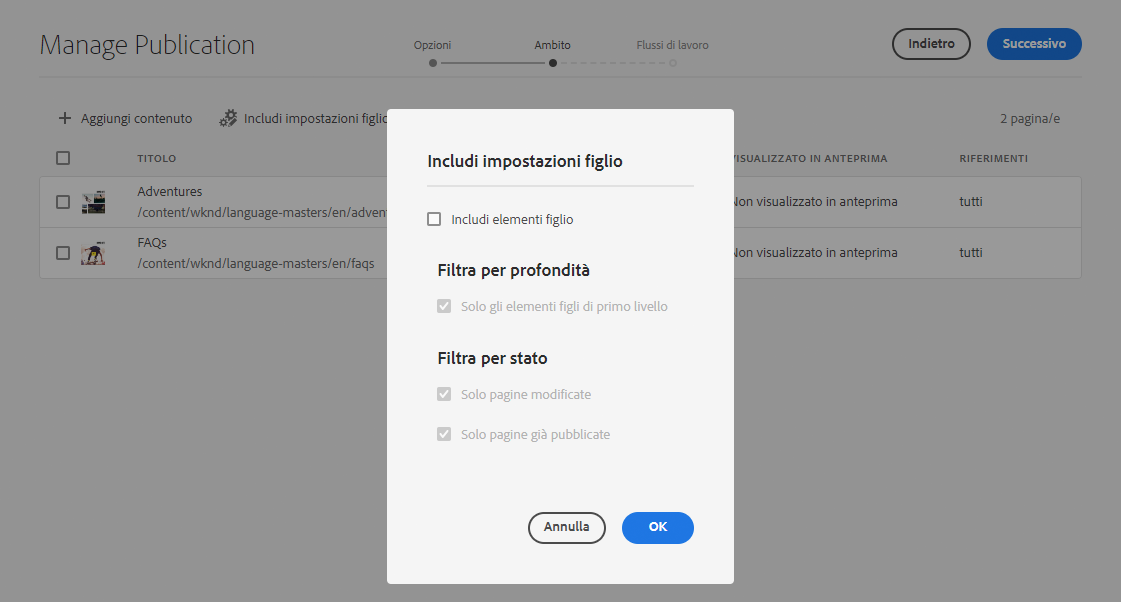 Manage Publication
Opzioni
Ambito
Flussi di lavoro
Indietro
Successivo
Aggiungi contenuto
Includi impostazioni figlio
2 pagina/e
TITOLO
VISUALIZZATO IN ANTEPRIMA
RIFERIMENTI
Adventures
/content/wknd/language-masters/en/adven
Non visualizzato in anteprima
tutti
FAQs
/content/wknd/language-masters/en/faqs
Non visualizzato in anteprima
tutti
Includi impostazioni figlio
Includi elementi figlio
Filtra per profondità
Solo gli elementi figli di primo livello
Filtra per stato
Solo pagine modificate
Solo pagine già pubblicate
Annulla
OK